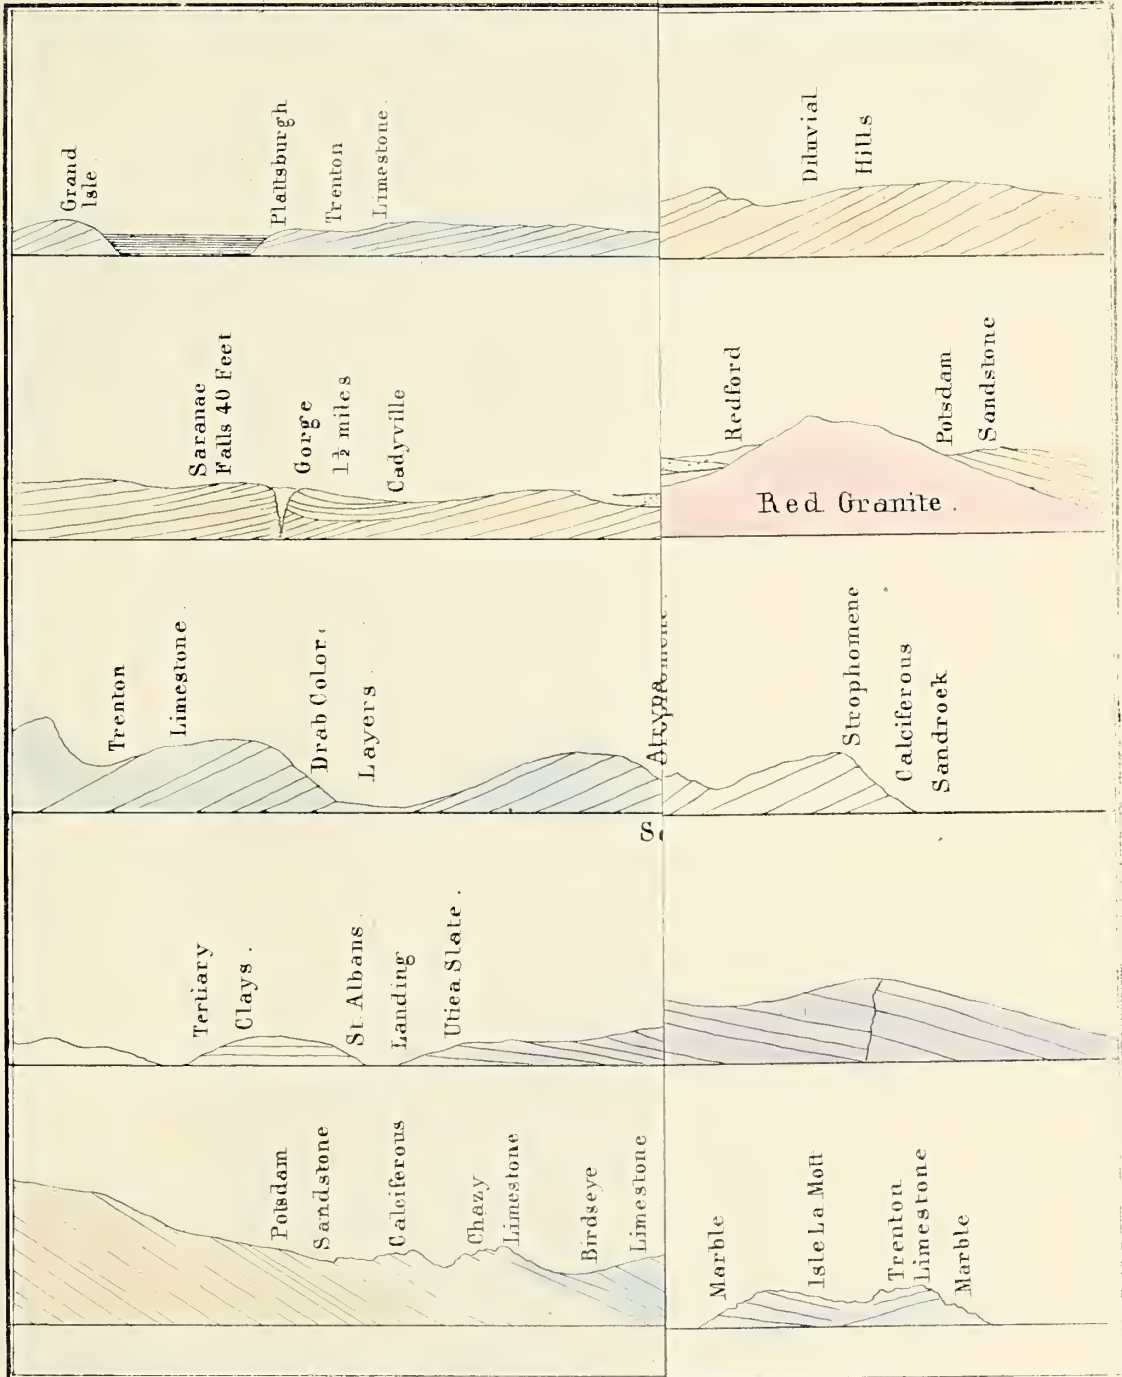 Grand
Isle.
Plattsburgh
Trenton
Limestone.
Diluvial
Hills
Saranac
Falls 40 Feet
Gorge
1½ miles
Cadyville
Redford
Red Granite.
Potsdam
Sandstone
Trenton
Limestone.
Drab Color.
Layers.
Atrypa
Strophomene
Calciferous
Sandrock
Tertiary
Clays.
St. Albans.
Landing
Utica Slate.
Potsdam
Sandstone
Calciferous
Chazy
Limestone
Birdseye
Limestone
Marble
Isle La Mott
Trenton
Limestone
Marble